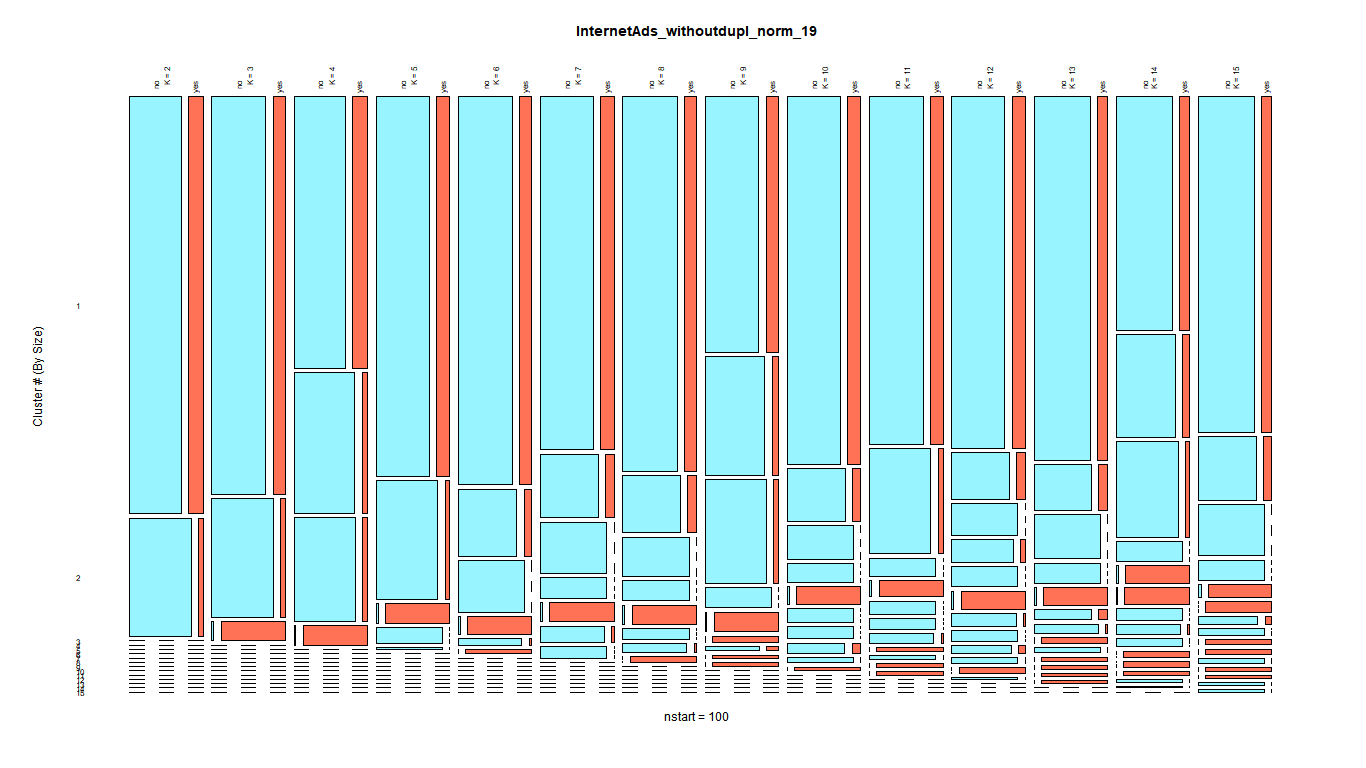 InternetAds_withoutdupl_norm_19
no K = 2 yes
no K = 3 yes
no K = 4 yes
no K = 5 yes
no K = 6 yes
no K = 7 yes
no K = 8 yes
no K = 9 yes
no K = 10 yes
no K = 11 yes
no K = 12 yes
no K = 13 yes
no K = 14 yes
no K = 15 yes
Cluster # (By Size)
1
2
3
15
nstart = 100